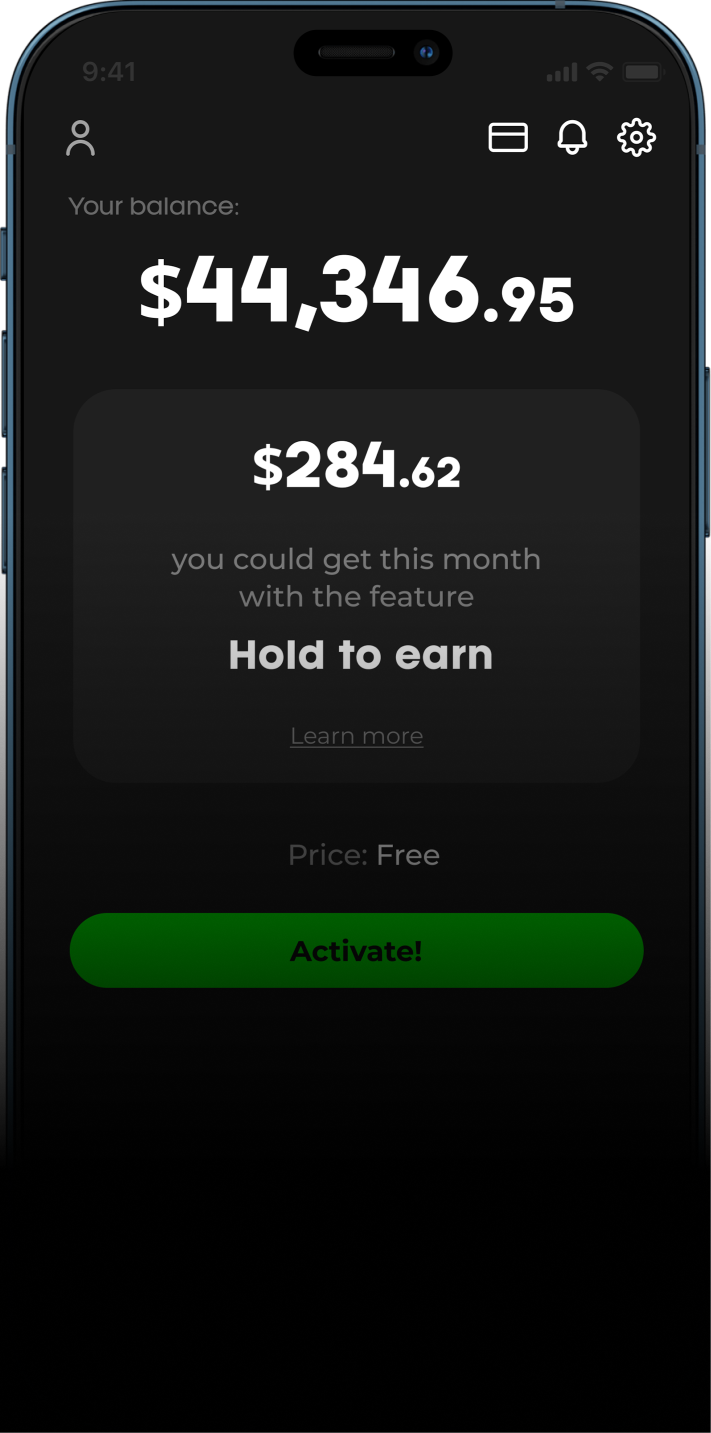 9:41
Your balance:
$44,346.95
$284.62
you could get this month
with the feature
Hold to earn
Learn more
Price: Free
Activate!